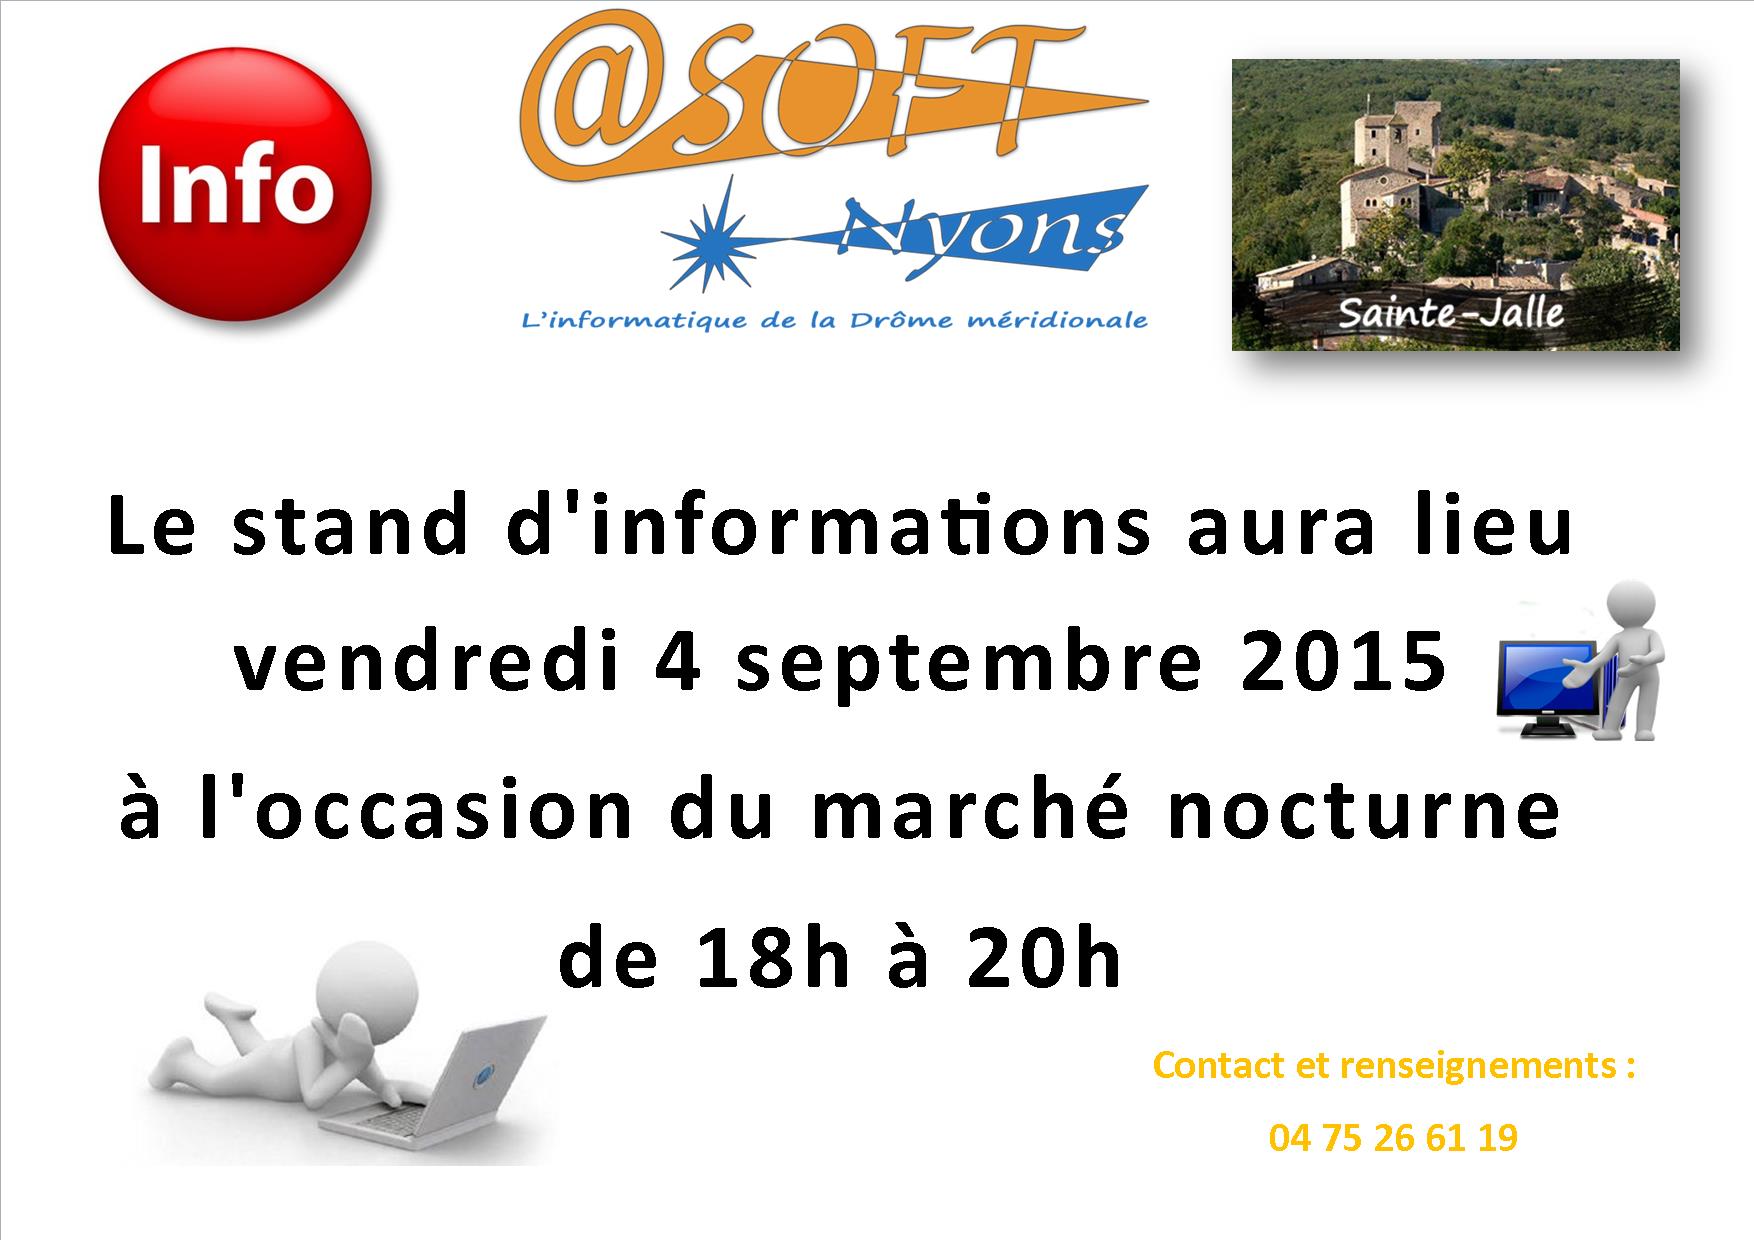 Info
@SOFT
Nyons
L'informatique de la Drôme méridionale
Sainte-Jalle
Le stand d'informations aura lieu
vendredi 4 septembre 2015
à l'occasion du marché nocturne
de 18h à 20h
Contact et renseignements :
04 75 26 61 19